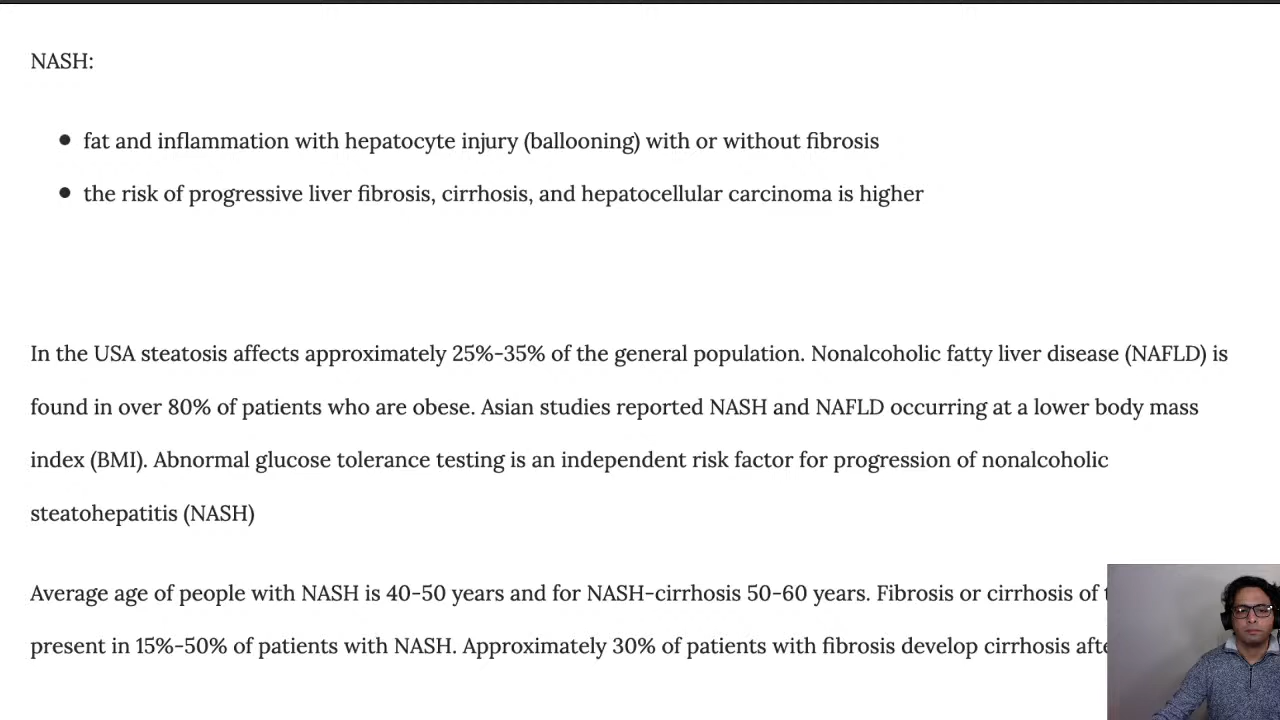 NASH:
fat and inflammation with hepatocyte injury (ballooning) with or without fibrosis
the risk of progressive liver fibrosis, cirrhosis, and hepatocellular carcinoma is higher
In the USA steatosis affects approximately 25%-35% of the general population. Nonalcoholic fatty liver disease (NAFLD) is
found in over 80% of patients who are obese. Asian studies reported NASH and NAFLD occurring at a lower body mass
index (BMI). Abnormal glucose tolerance testing is an independent risk factor for progression of nonalcoholic
steatohepatitis (NASH)
Average age of people with NASH is 40-50 years and for NASH-cirrhosis 50-60 years. Fibrosis or cirrhosis of
present in 15%-50% of patients with NASH. Approximately 30% of patients with fibrosis develop cirrhosis